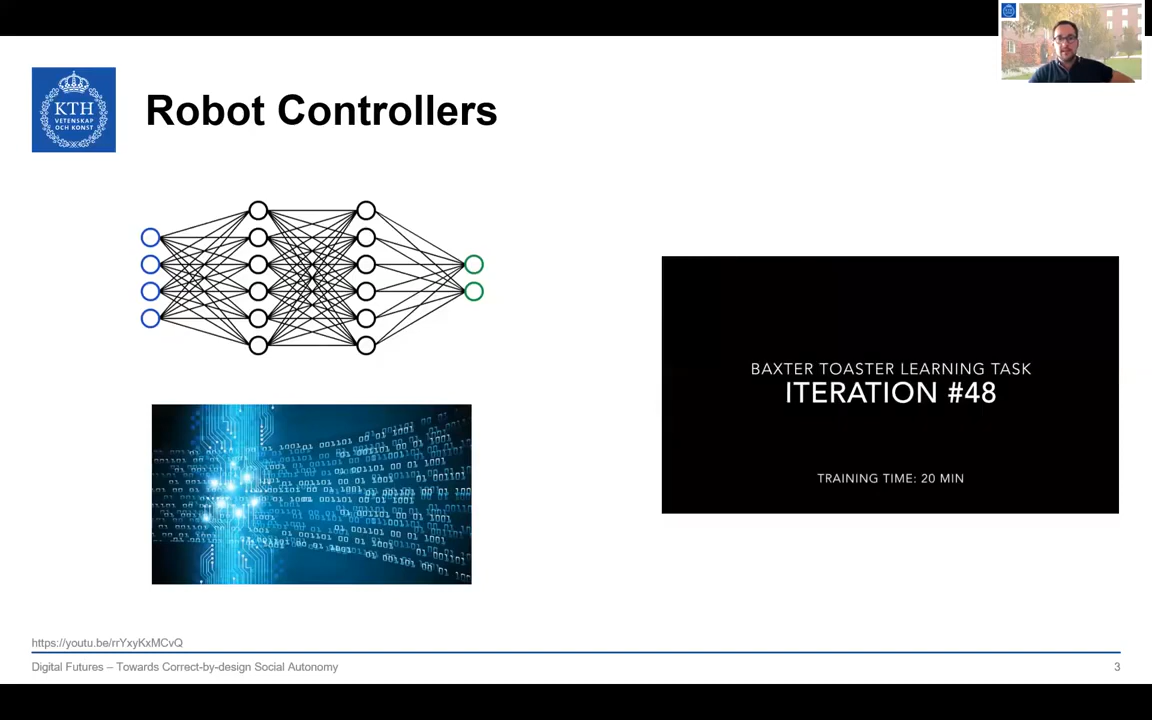 KTH
VETENSKAP
OCH KONST
Robot Controllers
BAXTER TOASTER LEARNING TASK
ITERATION #48
TRAINING TIME: 20 MIN
https://youtu.be/rrYxyKxMCvQ
Digital Futures – Towards Correct-by-design Social Autonomy
3